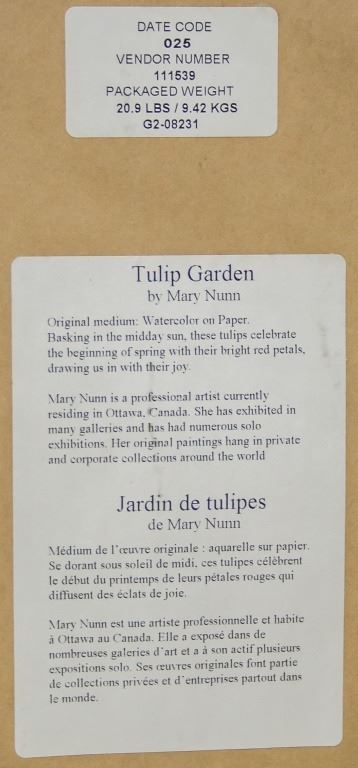 DATE CODE
025
VENDOR NUMBER
111539
PACKAGED WEIGHT
20.9 LBS / 9.42 KGS
G2-08231
Tulip Garden
by Mary Nunn
Original medium: Watercolor on Paper.
Basking in the midday sun, these tulips celebrate
the beginning of spring with their bright red petals,
drawing us in with their joy.
Mary Nunn is a professional artist currently
residing in Ottawa, Canada. She has exhibited in
many galleries and has had numerous solo
exhibitions. Her original paintings hang in private
and corporate collections around the world
Jardin de tulipes
de Mary Nunn
Médium de l'œuvre originale : aquarelle sur papier.
Se dorant sous soleil de midi, ces tulipes célèbrent
le début du printemps de leurs pétales rouges qui
diffusent des éclats de joie.
Mary Nunn est une artiste professionnelle et habite
à Ottawa au Canada. Elle a exposé dans de
nombreuses galeries d'art et a à son actif plusieurs
expositions solo. Ses œuvres originales font partie
de collections privées et d'entreprises partout dans
le monde.